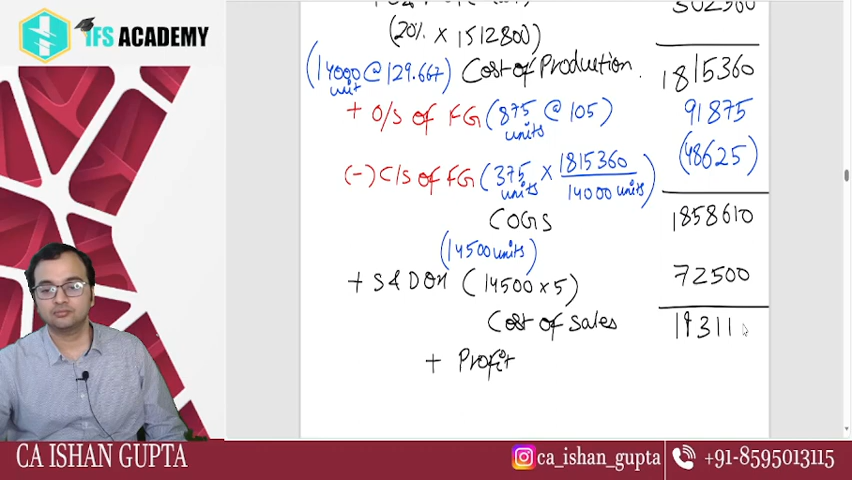 IFS ACADEMY
(20% × 1512800)
(14000 @ 129.667) Cost of Production. 1815360
unit
+ O/S of FG (875 @ 105) 91875
units
(-) C/S of FG (375 × 1815360 / 14000 units) (48625)
units
COGS 1858610
(14500 units)
+ S & D OH (14500 × 5) 72500
Cost of Sales 19311
+ Profit
CA ISHAN GUPTA
ca_ishan_gupta
+91-8595013115